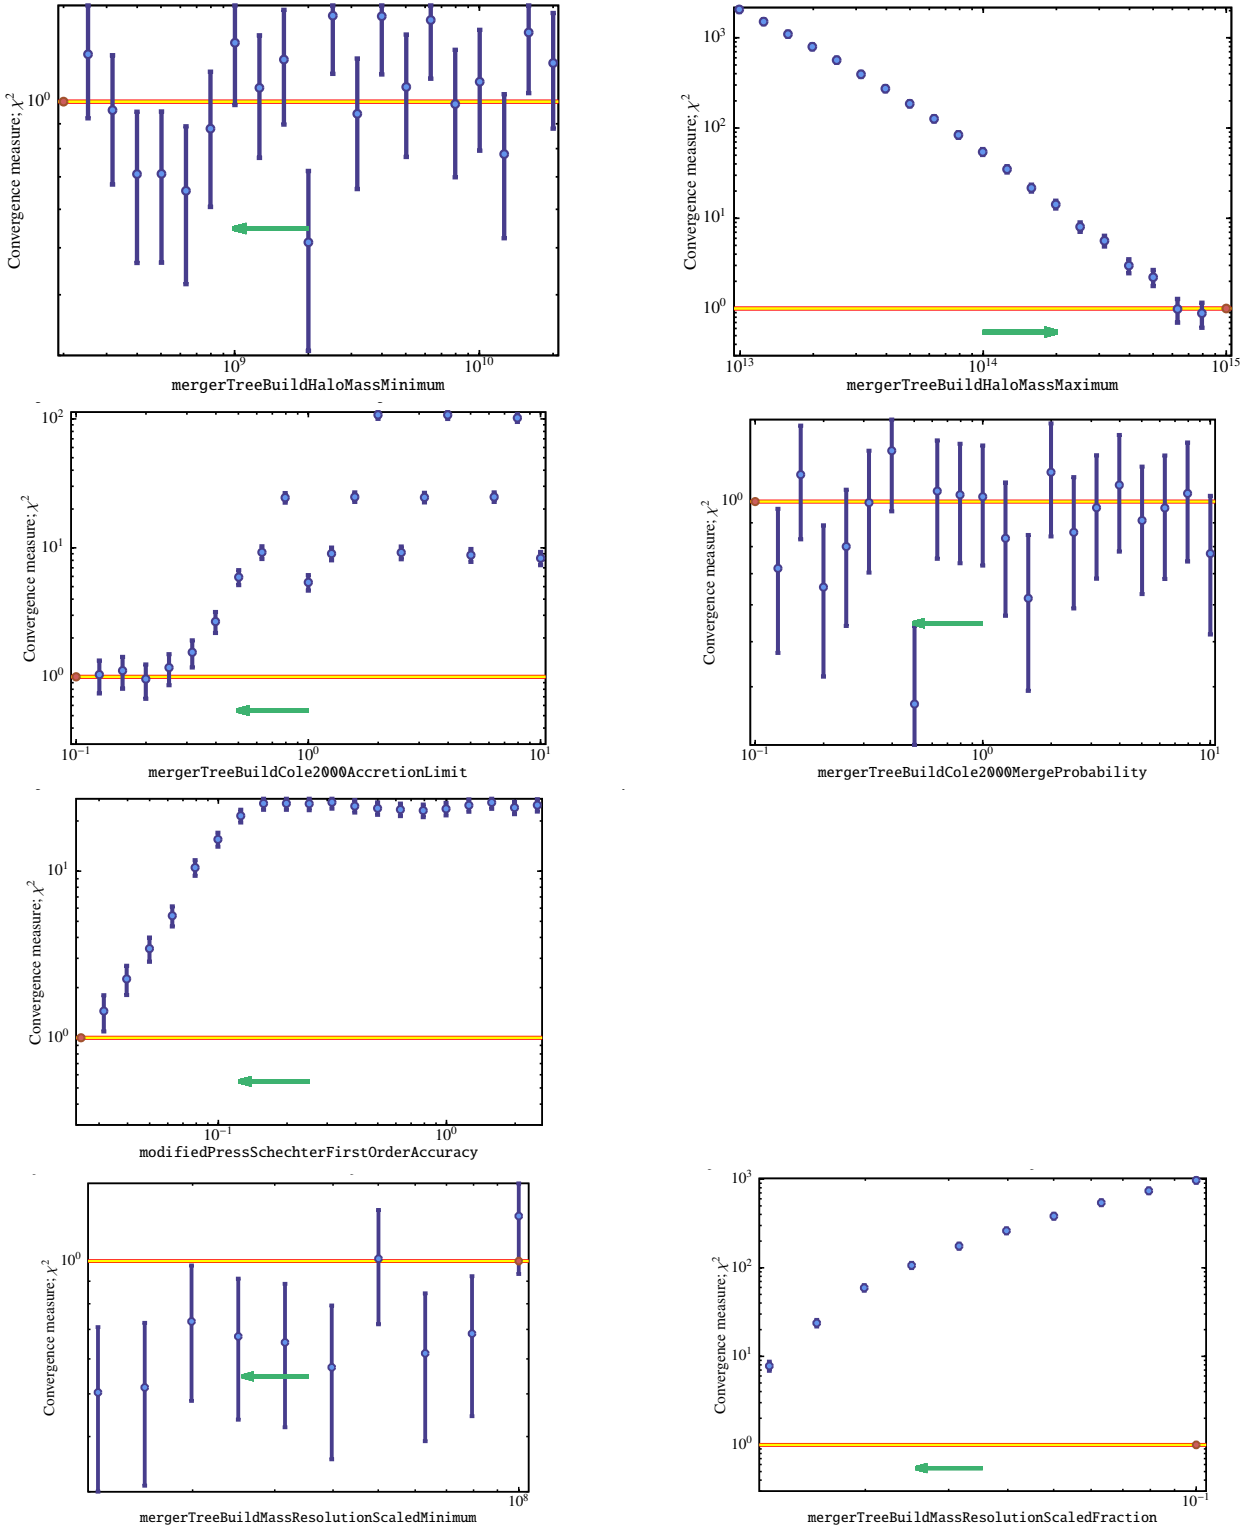 Convergence measure; χ²
10⁰
10⁹
10¹⁰
mergerTreeBuildHaloMassMinimum
Convergence measure; χ²
10³
10²
10¹
10⁰
10¹³
10¹⁴
10¹⁵
mergerTreeBuildHaloMassMaximum
Convergence measure; χ²
10²
10¹
10⁰
10⁻¹
10⁰
10¹
mergerTreeBuildCole2000AccretionLimit
Convergence measure; χ²
10⁰
10⁻¹
10⁰
10¹
mergerTreeBuildCole2000MergeProbability
Convergence measure; χ²
10¹
10⁰
10⁻¹
10⁰
modifiedPressSchechterFirstOrderAccuracy
Convergence measure; χ²
10⁰
10⁸
mergerTreeBuildMassResolutionScaledMinimum
Convergence measure; χ²
10³
10²
10¹
10⁰
10⁻¹
mergerTreeBuildMassResolutionScaledFraction